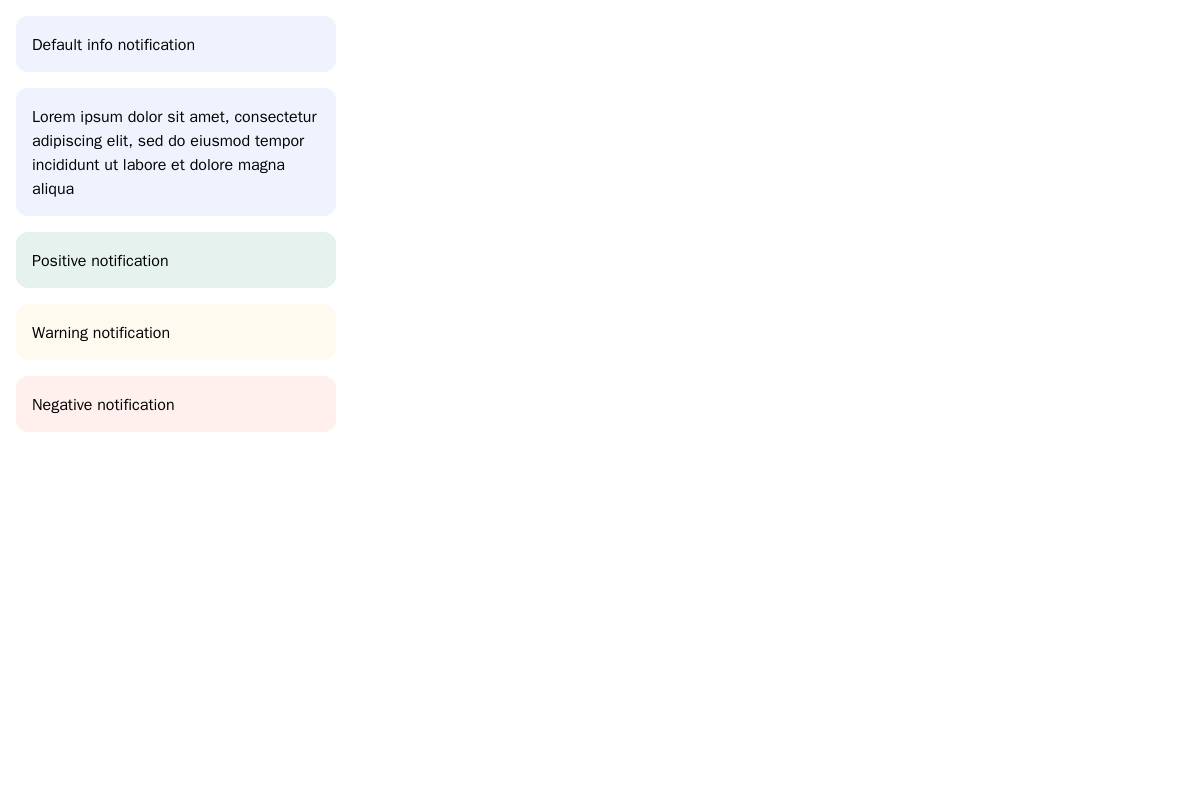 Default info notification
Lorem ipsum dolor sit amet, consectetur
adipiscing elit, sed do eiusmod tempor
incididunt ut labore et dolore magna
aliqua
Positive notification
Warning notification
Negative notification